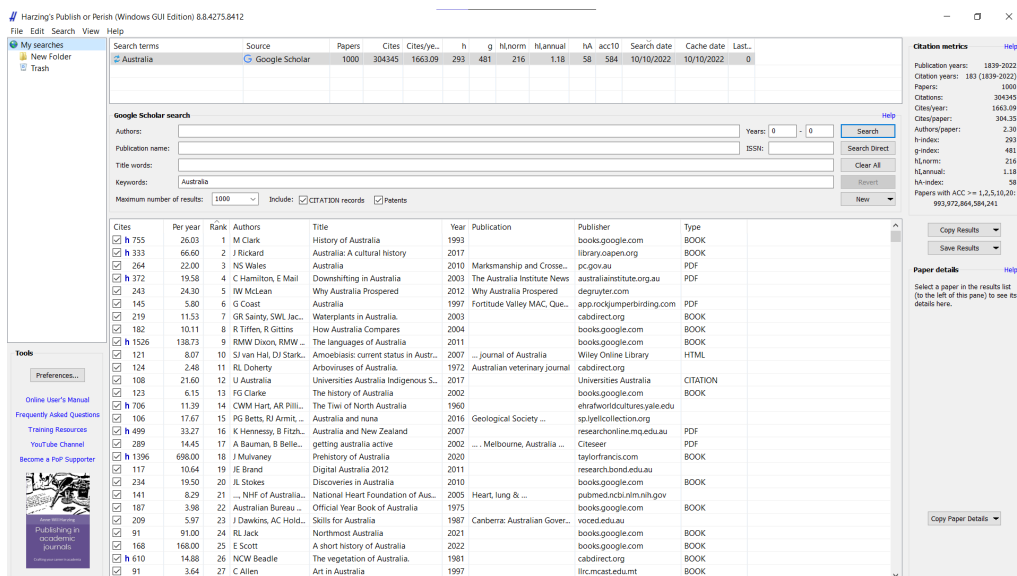 Harzing's Publish or Perish (Windows GUI Edition) 8.8.4275.8412
File Edit Search View Help
My searches
New Folder
Trash
Search terms Source Papers Cites Cites/ye... h g hI,norm hI,annual hA acc10 Search date Cache date Last...
Australia Google Scholar 1000 304345 1663.09 293 481 216 1.18 58 584 10/10/2022 10/10/2022 0
Google Scholar search Help
Authors: Years: 0 - 0 Search
Publication name: ISSN: Search Direct
Title words: Clear All
Keywords: Australia Revert
Maximum number of results: 1000 Include: CITATION records Patents New
Cites Per year Rank Authors Title Year Publication Publisher Type
h 755 26.03 1 M Clark History of Australia 1993 books.google.com BOOK
h 333 66.60 2 J Rickard Australia: A cultural history 2017 library.oapen.org BOOK
264 22.00 3 NS Wales Australia 2010 Marksmanship and Crosse... pc.gov.au PDF
h 372 19.58 4 C Hamilton, E Mail Downshifting in Australia 2003 The Australia Institute News australiainstitute.org.au PDF
243 24.30 5 IW McLean Why Australia Prospered 2012 Why Australia Prospered degruyter.com
145 5.80 6 G Coast Australia 1997 Fortitude Valley MAC, Que... app.rockjumperbirding.com PDF
219 11.53 7 GR Sainty, SWL Jac... Waterplants in Australia. 2003 cabdirect.org BOOK
182 10.11 8 R Tiffen, R Gittins How Australia Compares 2004 books.google.com BOOK
h 1526 138.73 9 RMW Dixon, RMW ... The languages of Australia 2011 books.google.com BOOK
121 8.07 10 SJ van Hal, DJ Stark... Amoebiasis: current status in Austr... 2007 ... journal of Australia Wiley Online Library HTML
124 2.48 11 RL Doherty Arboviruses of Australia. 1972 Australian veterinary journal cabdirect.org
108 21.60 12 U Australia Universities Australia Indigenous S... 2017 Universities Australia CITATION
123 6.15 13 FG Clarke The history of Australia 2002 books.google.com BOOK
h 706 11.39 14 CWM Hart, AR Pilli... The Tiwi of North Australia 1960 ehrafworldcultures.yale.edu
106 17.67 15 PG Betts, RJ Armit, ... Australia and nuna 2016 Geological Society ... sp.lyellcollection.org
h 499 33.27 16 K Hennessy, B Fitzh... Australia and New Zealand 2007 researchonline.mq.edu.au PDF
289 14.45 17 A Bauman, B Belle... getting australia active 2002 ... . Melbourne, Australia ... Citeseer PDF
h 1396 698.00 18 J Mulvaney Prehistory of Australia 2020 taylorfrancis.com BOOK
117 10.64 19 JE Brand Digital Australia 2012 2011 research.bond.edu.au
234 19.50 20 JL Stokes Discoveries in Australia 2010 books.google.com BOOK
141 8.29 21 ..., NHF of Australia... National Heart Foundation of Aus... 2005 Heart, lung & ... pubmed.ncbi.nlm.nih.gov
187 3.98 22 Australian Bureau ... Official Year Book of Australia 1975 books.google.com BOOK
209 5.97 23 J Dawkins, AC Hold... Skills for Australia 1987 Canberra: Australian Gover... voced.edu.au
91 91.00 24 RL Jack Northmost Australia 2021 books.google.com BOOK
168 168.00 25 E Scott A short history of Australia 2022 books.google.com BOOK
h 610 14.88 26 NCW Beadle The vegetation of Australia. 1981 cabdirect.org BOOK
91 3.64 27 C Allen Art in Australia 1997 llrc.mcast.edu.mt BOOK
Tools
Preferences...
Online User's Manual
Frequently Asked Questions
Training Resources
YouTube Channel
Become a PoP Supporter
Anne-Wil Harzing
Publishing in
academic
journals
Citation metrics Help
Publication years: 1839-2022
Citation years: 183 (1839-2022)
Papers: 1000
Citations: 304345
Cites/year: 1663.09
Cites/paper: 304.35
Authors/paper: 2.30
h-index: 293
g-index: 481
hI,norm: 216
hI,annual: 1.18
hA-index: 58
Papers with ACC >= 1,2,5,10,20:
993,972,864,584,241
Copy Results
Save Results
Paper details Help
Select a paper in the results list
(to the left of this pane) to see its
details here.
Copy Paper Details